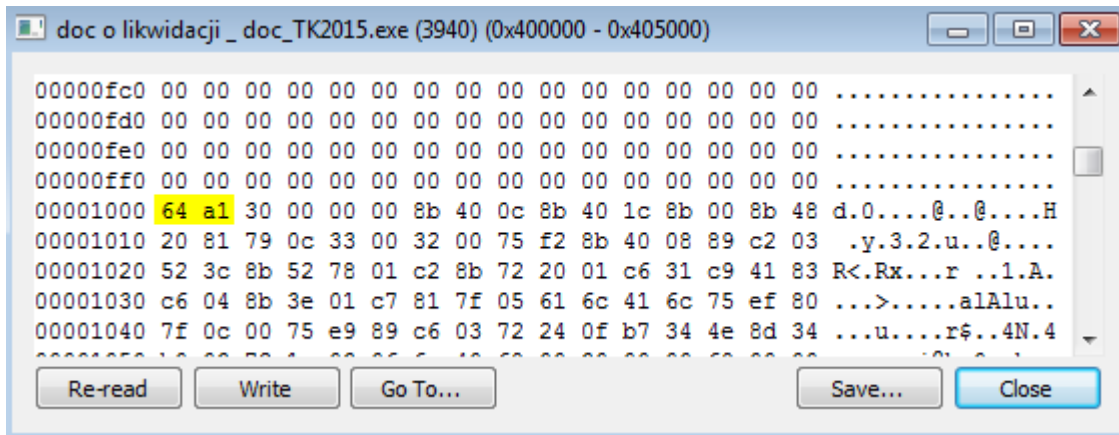 doc o likwidacji _ doc_TK2015.exe (3940) (0x400000 - 0x405000)
00000fc0 00 00 00 00 00 00 00 00 00 00 00 00 00 00 00 00 ................
00000fd0 00 00 00 00 00 00 00 00 00 00 00 00 00 00 00 00 ................
00000fe0 00 00 00 00 00 00 00 00 00 00 00 00 00 00 00 00 ................
00000ff0 00 00 00 00 00 00 00 00 00 00 00 00 00 00 00 00 ................
00001000 64 a1 30 00 00 00 8b 40 0c 8b 40 1c 8b 00 8b 48 d.0....@..@....H
00001010 20 81 79 0c 33 00 32 00 75 f2 8b 40 08 89 c2 03  .y.3.2.u..@....
00001020 52 3c 8b 52 78 01 c2 8b 72 20 01 c6 31 c9 41 83 R<.Rx...r ..1.A.
00001030 c6 04 8b 3e 01 c7 81 7f 05 61 6c 41 6c 75 ef 80 ...>.....alAlu..
00001040 7f 0c 00 75 e9 89 c6 03 72 24 0f b7 34 4e 8d 34 ...u....r$..4N.4
Re-read Write Go To... Save... Close